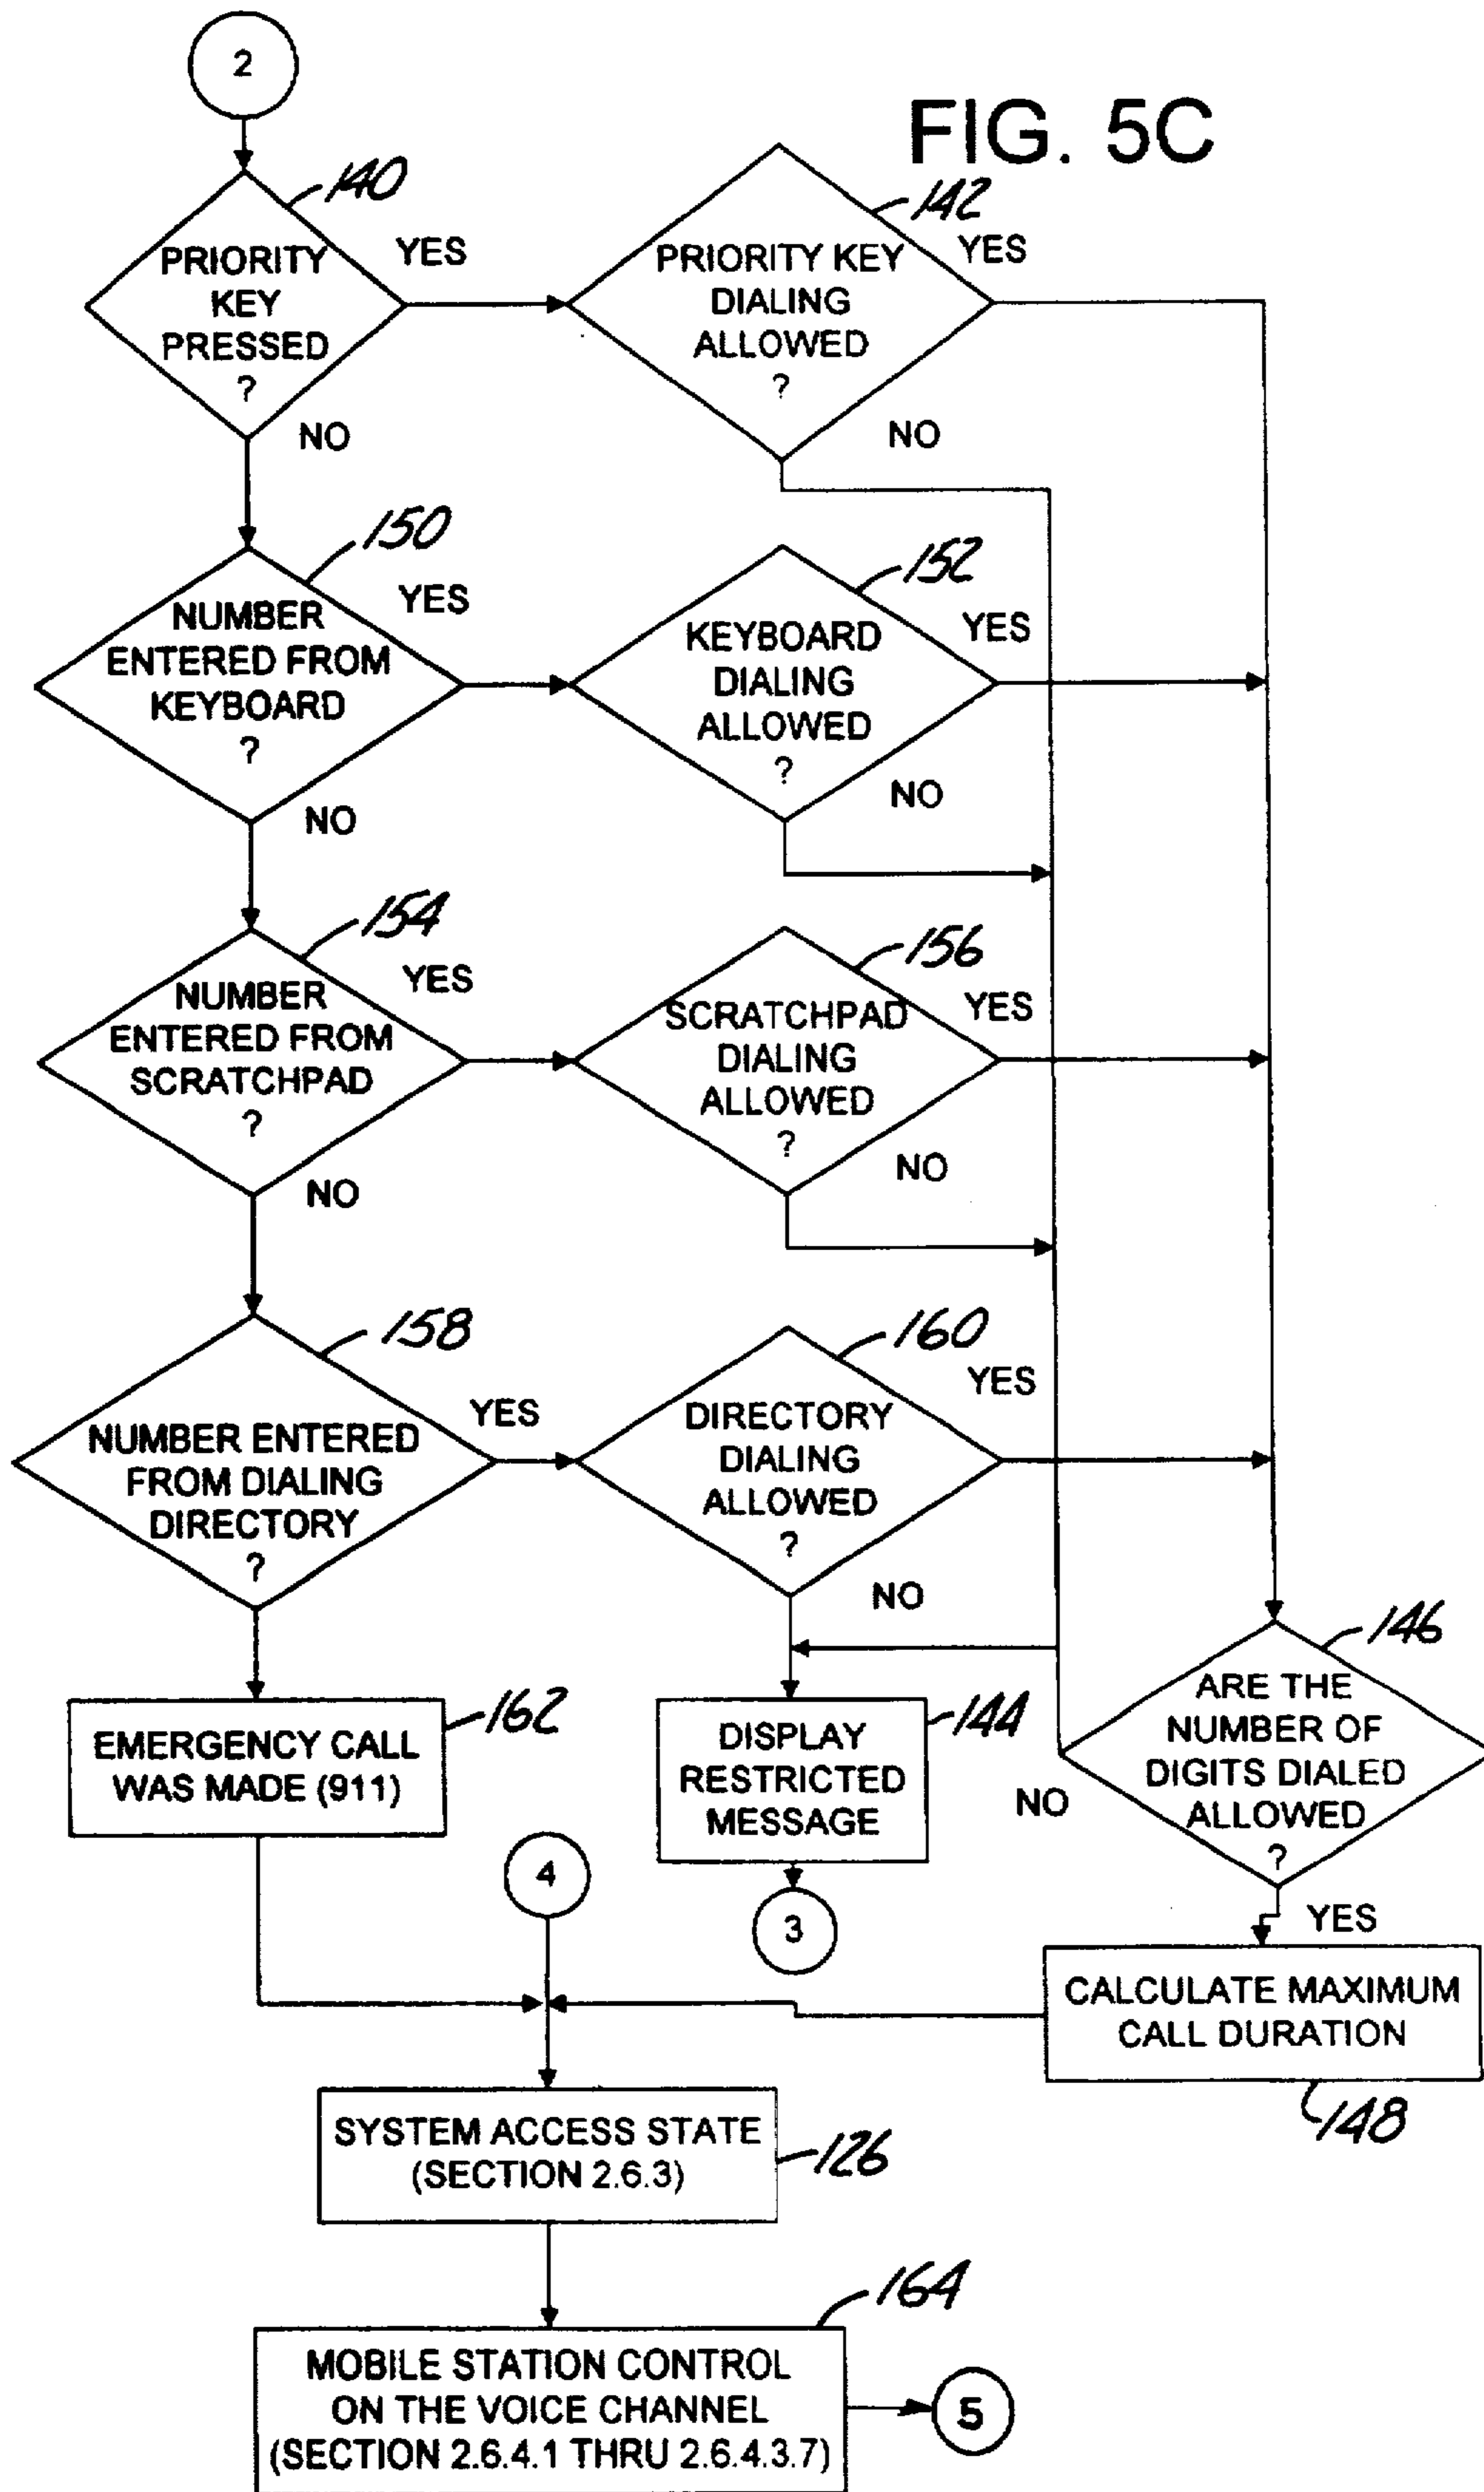 2
FIG. 5C
140
PRIORITY
KEY
PRESSED
?
YES
NO
142
PRIORITY KEY
DIALING
ALLOWED
?
YES
NO
150
NUMBER
ENTERED FROM
KEYBOARD
?
YES
NO
152
KEYBOARD
DIALING
ALLOWED
?
YES
NO
154
NUMBER
ENTERED FROM
SCRATCHPAD
?
YES
NO
156
SCRATCHPAD
DIALING
ALLOWED
?
YES
NO
158
NUMBER ENTERED
FROM DIALING
DIRECTORY
?
YES
160
DIRECTORY
DIALING
ALLOWED
?
YES
NO
146
ARE THE
NUMBER OF
DIGITS DIALED
ALLOWED
?
NO
YES
162
EMERGENCY CALL
WAS MADE (911)
144
DISPLAY
RESTRICTED
MESSAGE
4
3
CALCULATE MAXIMUM
CALL DURATION
148
SYSTEM ACCESS STATE
(SECTION 2.6.3)
126
164
MOBILE STATION CONTROL
ON THE VOICE CHANNEL
(SECTION 2.6.4.1 THRU 2.6.4.3.7)
5